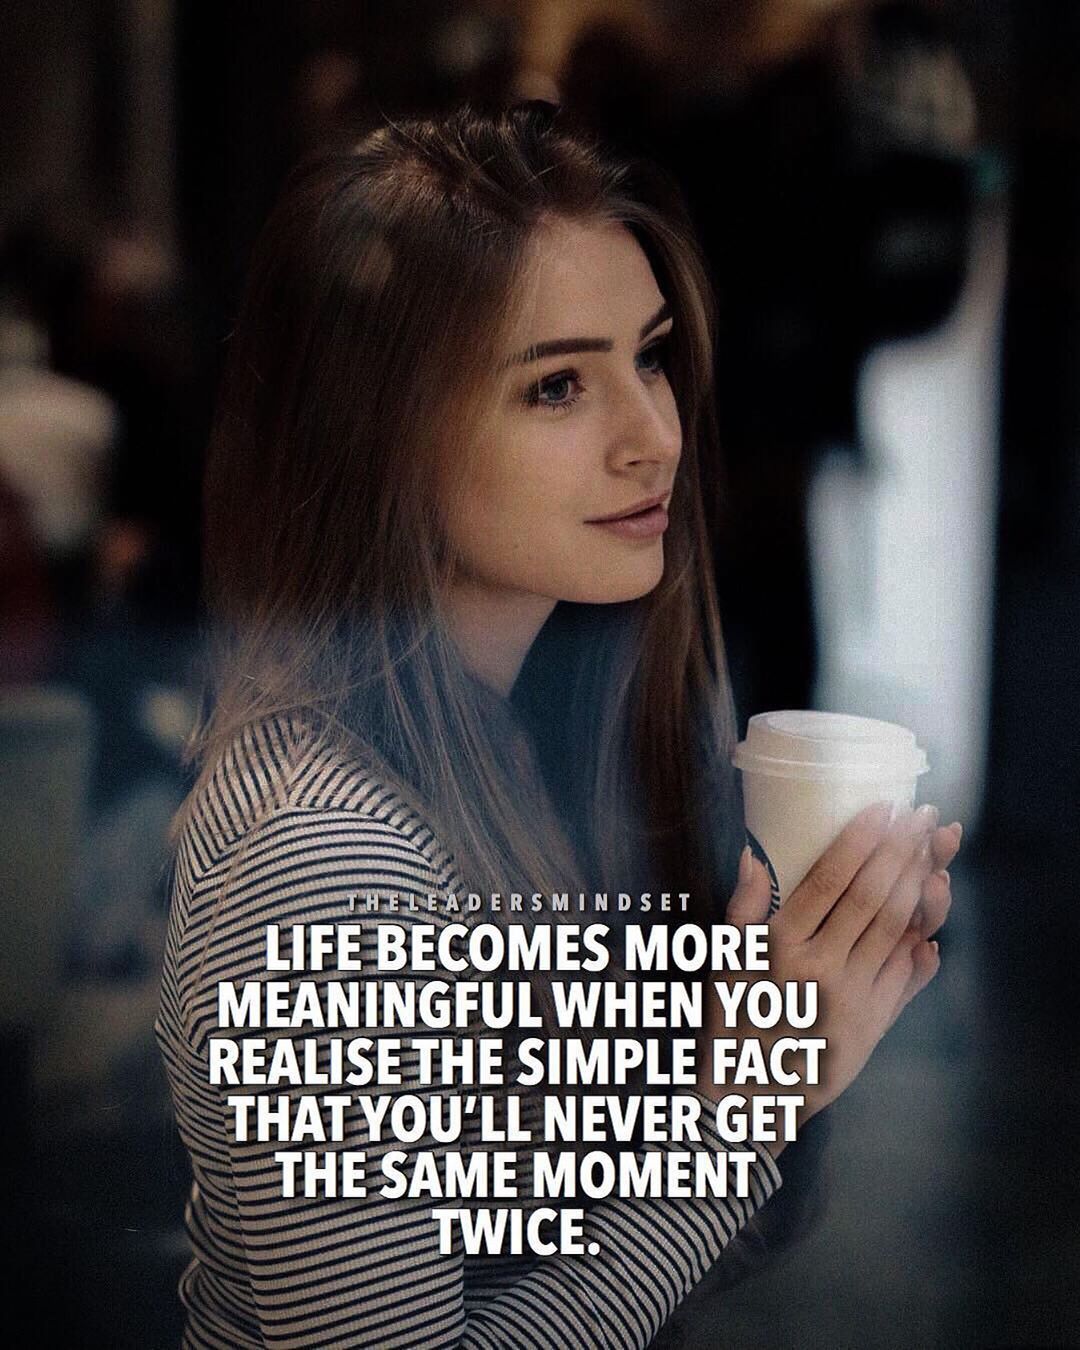 THELEADERSMINDSET
LIFE BECOMES MORE
MEANINGFUL WHEN YOU
REALISE THE SIMPLE FACT
THAT YOU'LL NEVER GET
THE SAME MOMENT
TWICE.